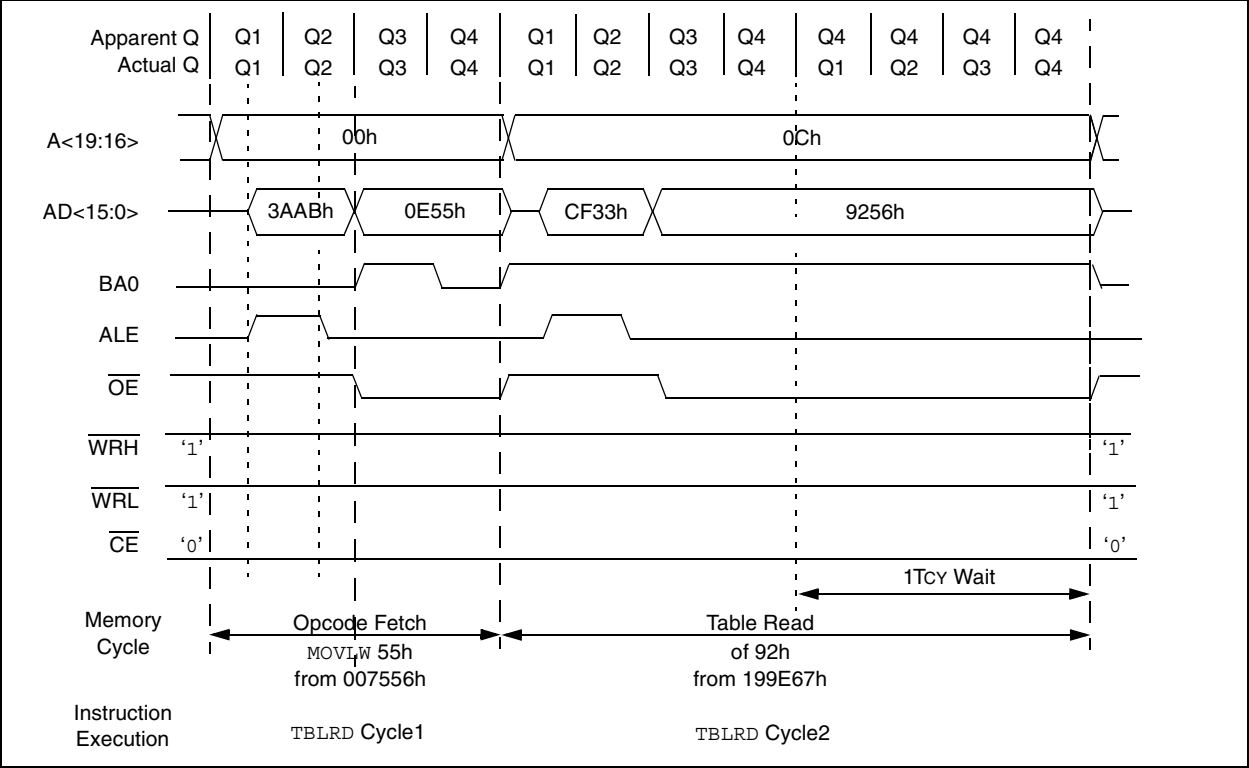 Apparent Q Q1 Q2 Q3 Q4 Q1 Q2 Q3 Q4 Q4 Q4 Q4 Q4
Actual Q Q1 Q2 Q3 Q4 Q1 Q2 Q3 Q4 Q1 Q2 Q3 Q4
A<19:16> 00h 0Ch
AD<15:0> 3AABh 0E55h CF33h 9256h
BA0
ALE
OE
WRH ‘1’ ‘1’
WRL ‘1’ ‘1’
CE ‘0’ ‘0’
1TCY Wait
Memory Cycle
Opcode Fetch
MOVLW 55h
from 007556h
Table Read
of 92h
from 199E67h
Instruction
Execution
TBLRD Cycle1
TBLRD Cycle2